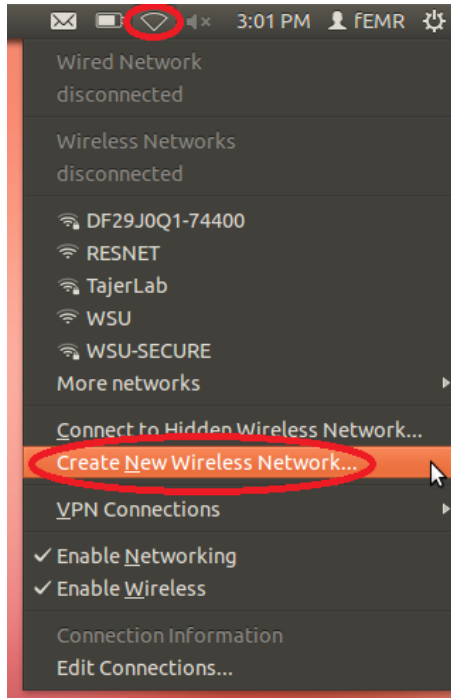 3:01 PM fEMR
Wired Network
disconnected
Wireless Networks
disconnected
DF29J0Q1-74400
RESNET
TajerLab
WSU
WSU-SECURE
More networks
Connect to Hidden Wireless Network...
Create New Wireless Network...
VPN Connections
Enable Networking
Enable Wireless
Connection Information
Edit Connections...